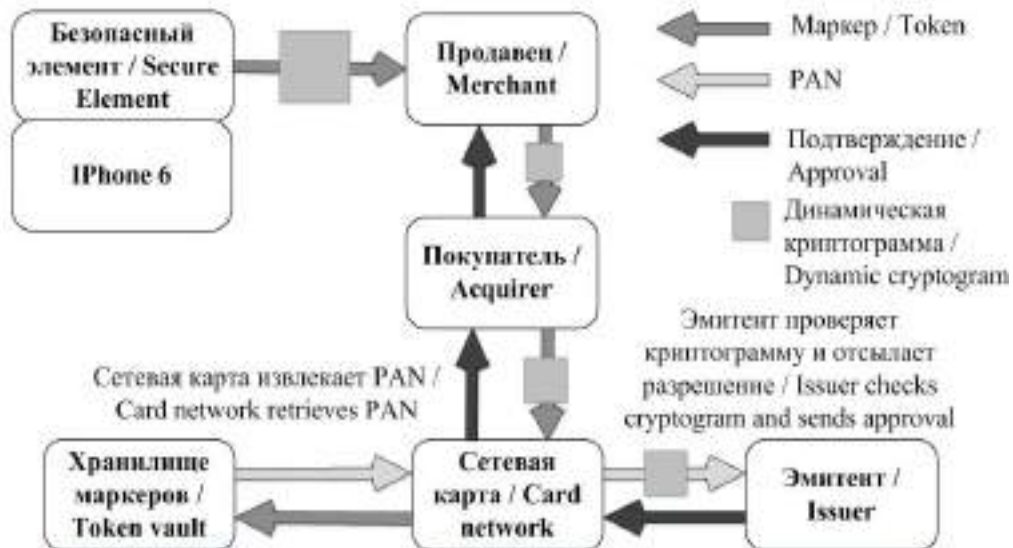 Безопасный
элемент / Secure
Element
IPhone 6
Продавец /
Merchant
Маркер / Token
PAN
Подтверждение /
Approval
Динамическая
криптограмма /
Dynamic cryptogram
Покупатель /
Acquirer
Эмитент проверяет
криптограмму и отсылает
разрешение / Issuer checks
cryptogram and sends approval
Сетевая карта извлекает PAN /
Card network retrieves PAN
Хранилище
маркеров /
Token vault
Сетевая
карта / Card
network
Эмитент /
Issuer